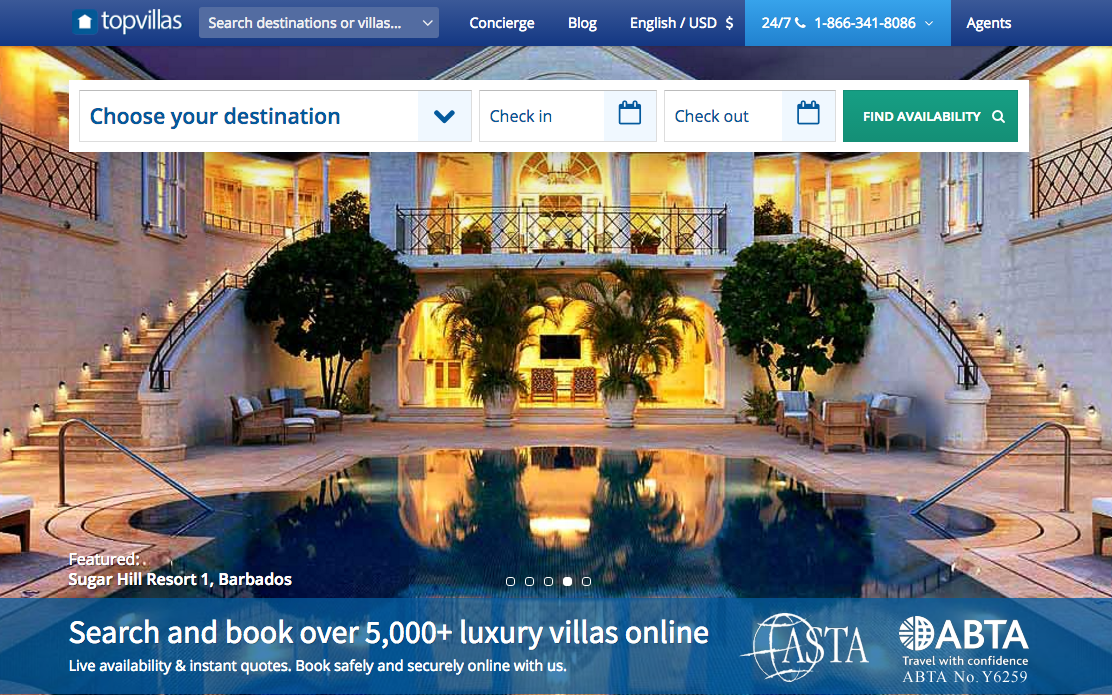 topvillas
Search destinations or villas...
Concierge
Blog
English / USD $
24/7 1-866-341-8086
Agents
Choose your destination
Check in
Check out
FIND AVAILABILITY
Featured:
Sugar Hill Resort 1, Barbados
Search and book over 5,000+ luxury villas online
Live availability & instant quotes. Book safely and securely online with us.
ASTA
ABTA
Travel with confidence
ABTA No. Y6259